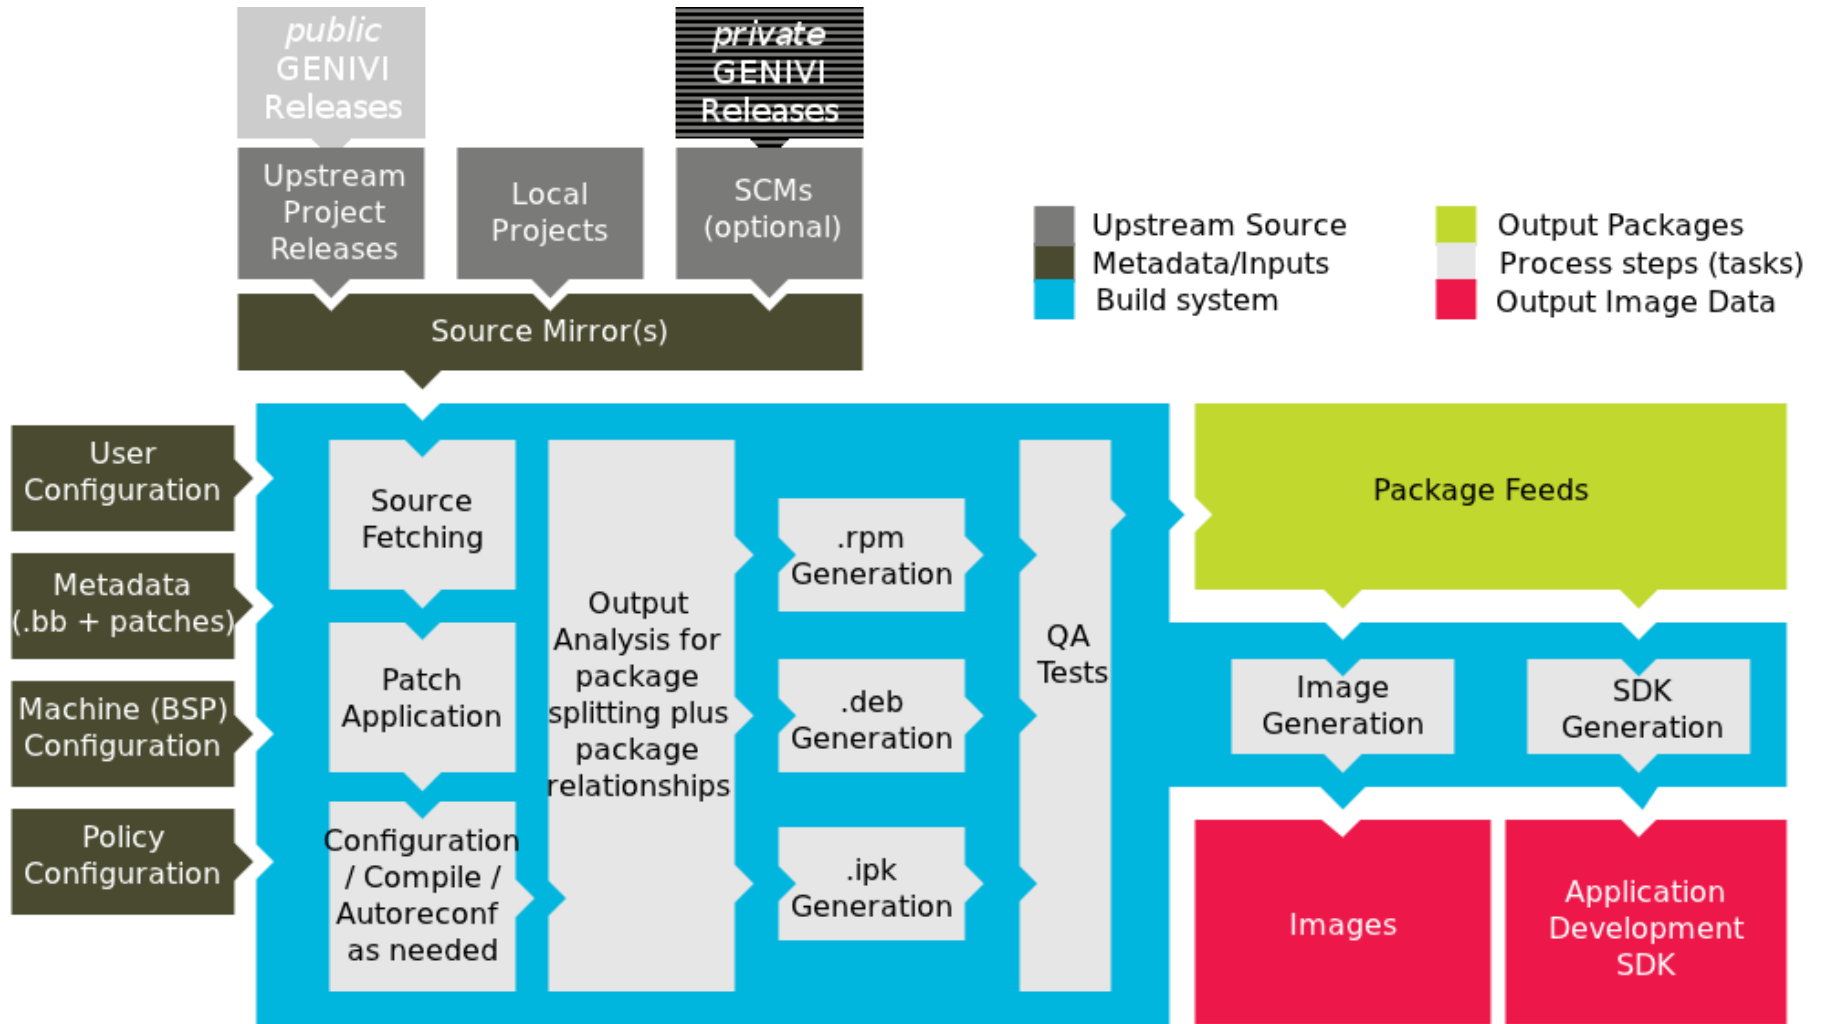 public
GENIVI
Releases
private
GENIVI
Releases
Upstream
Project
Releases
Local
Projects
SCMs
(optional)
Source Mirror(s)
Upstream Source
Metadata/Inputs
Build system
Output Packages
Process steps (tasks)
Output Image Data
User
Configuration
Metadata
(.bb + patches)
Machine (BSP)
Configuration
Policy
Configuration
Source
Fetching
Patch
Application
Configuration
/ Compile /
Autoreconf
as needed
Output
Analysis for
package
splitting plus
package
relationships
.rpm
Generation
.deb
Generation
.ipk
Generation
QA
Tests
Package Feeds
Image
Generation
SDK
Generation
Images
Application
Development
SDK